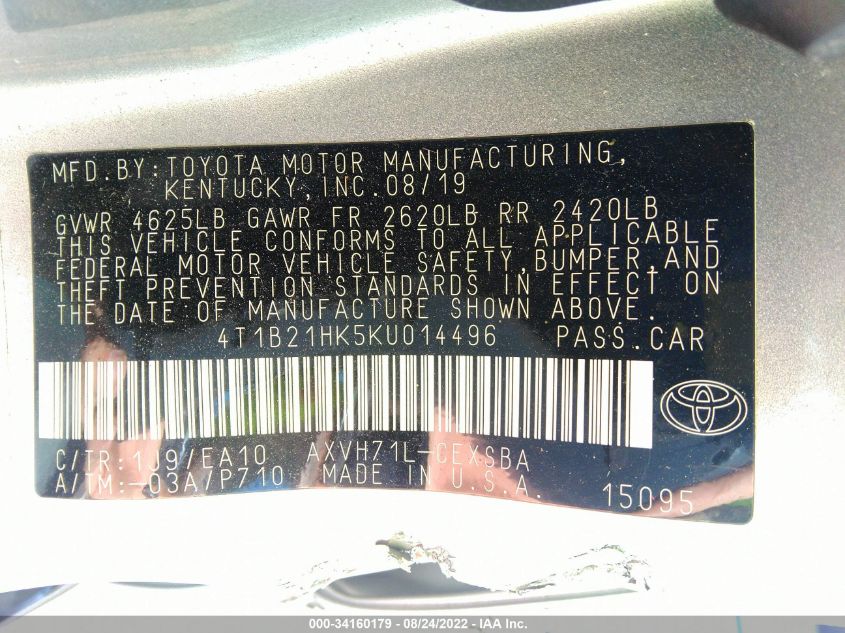 MFD.BY:TOYOTA MOTOR MANUFACTURING,
KENTUCKY,INC.08/19
GVWR 4625LB GAWR FR 2620LB RR 2420LB
THIS VEHICLE CONFORMS TO ALL APPLICABLE
FEDERAL MOTOR VEHICLE SAFETY,BUMPER,AND
THEFT PREVENTION STANDARDS IN EFFECT ON
THE DATE OF MANUFACTURE SHOWN ABOVE.
4T1B21HK5KU014496 PASS.CAR
C/TR:1J9/EA10 AXVH71L-CEXSBA
A/TM:-03A/P710 MADE IN U.S.A. 15095
000-34160179 - 08/24/2022 - IAA Inc.